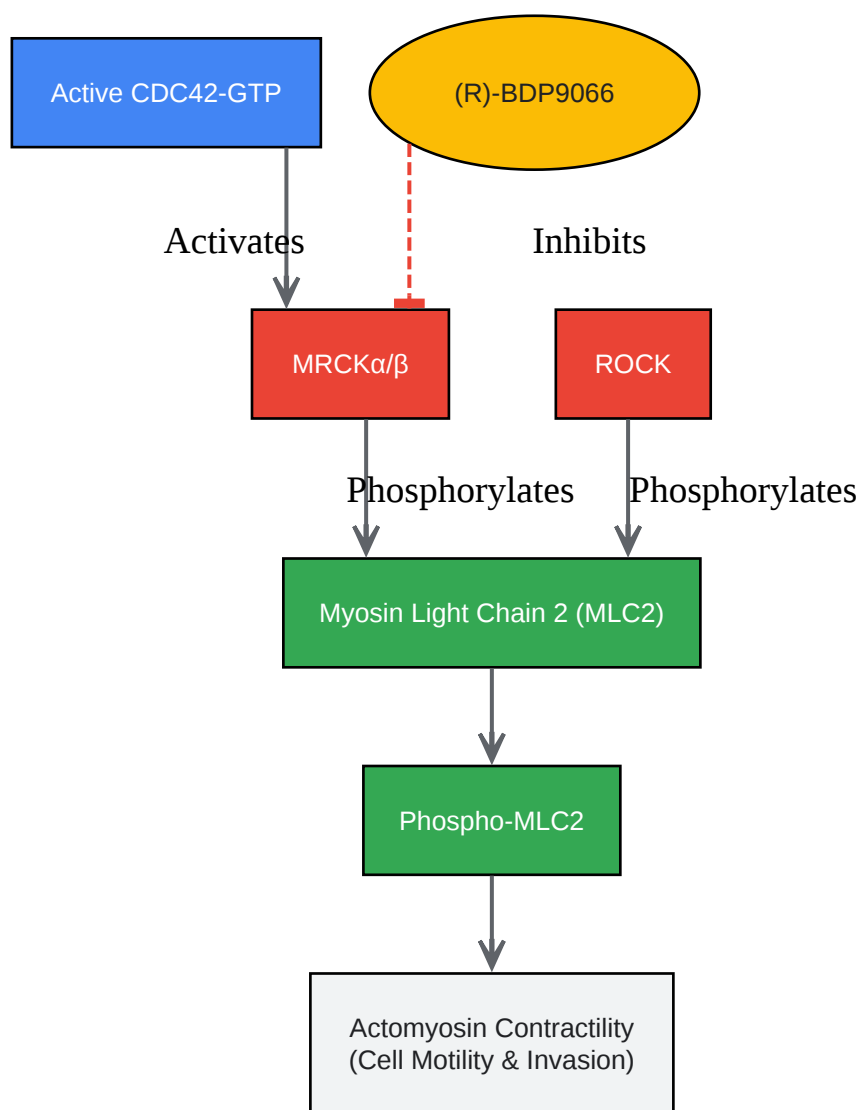 Active CDC42-GTP
(R)-BDP9066
Activates
Inhibits
MRCKα/β
ROCK
Phosphorylates
Phosphorylates
Myosin Light Chain 2 (MLC2)
Phospho-MLC2
Actomyosin Contractility
(Cell Motility & Invasion)